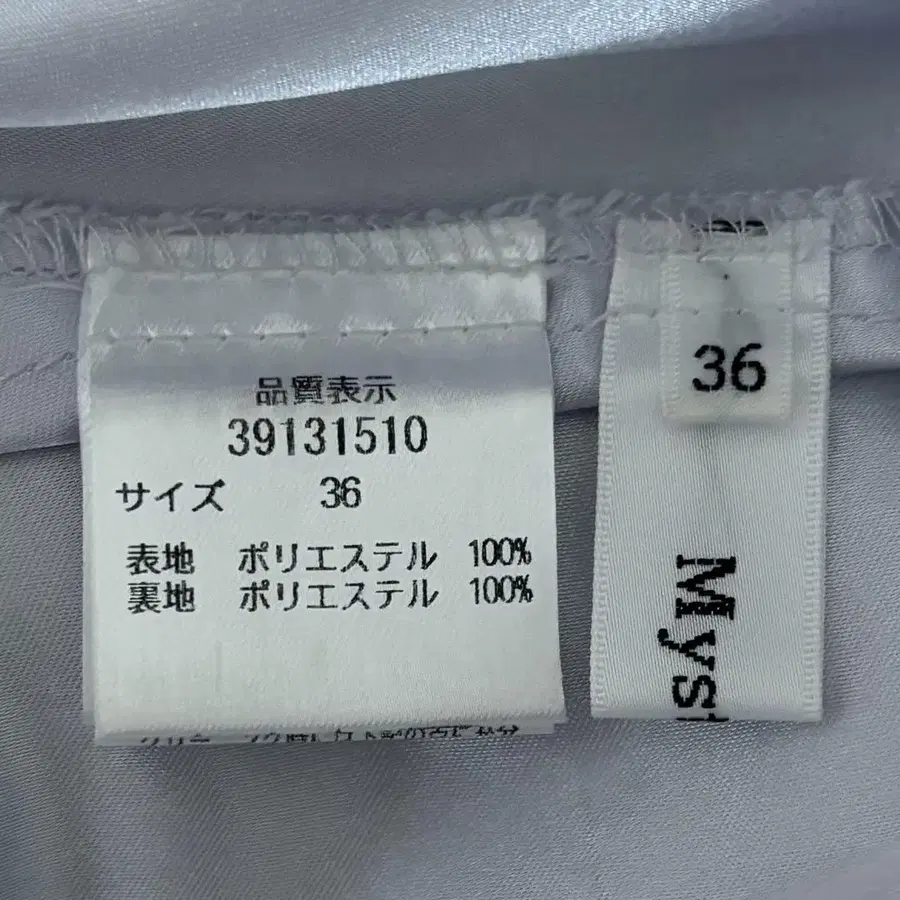 品質表示
39131510
サイズ 36
表地 ポリエステル 100%
裏地 ポリエステル 100%
36
Mys